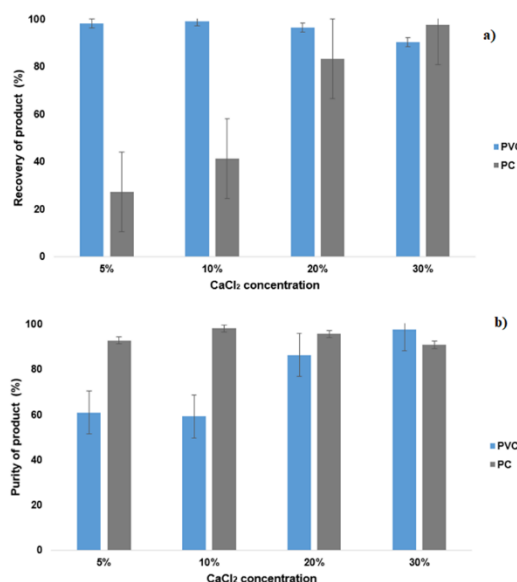 100
a)
80
60
40
20
0
Recovery of product (%)
5%
10%
20%
30%
CaCl₂ concentration
PVC
PC
100
b)
80
60
40
20
0
Purity of product (%)
5%
10%
20%
30%
CaCl₂ concentration
PVC
PC